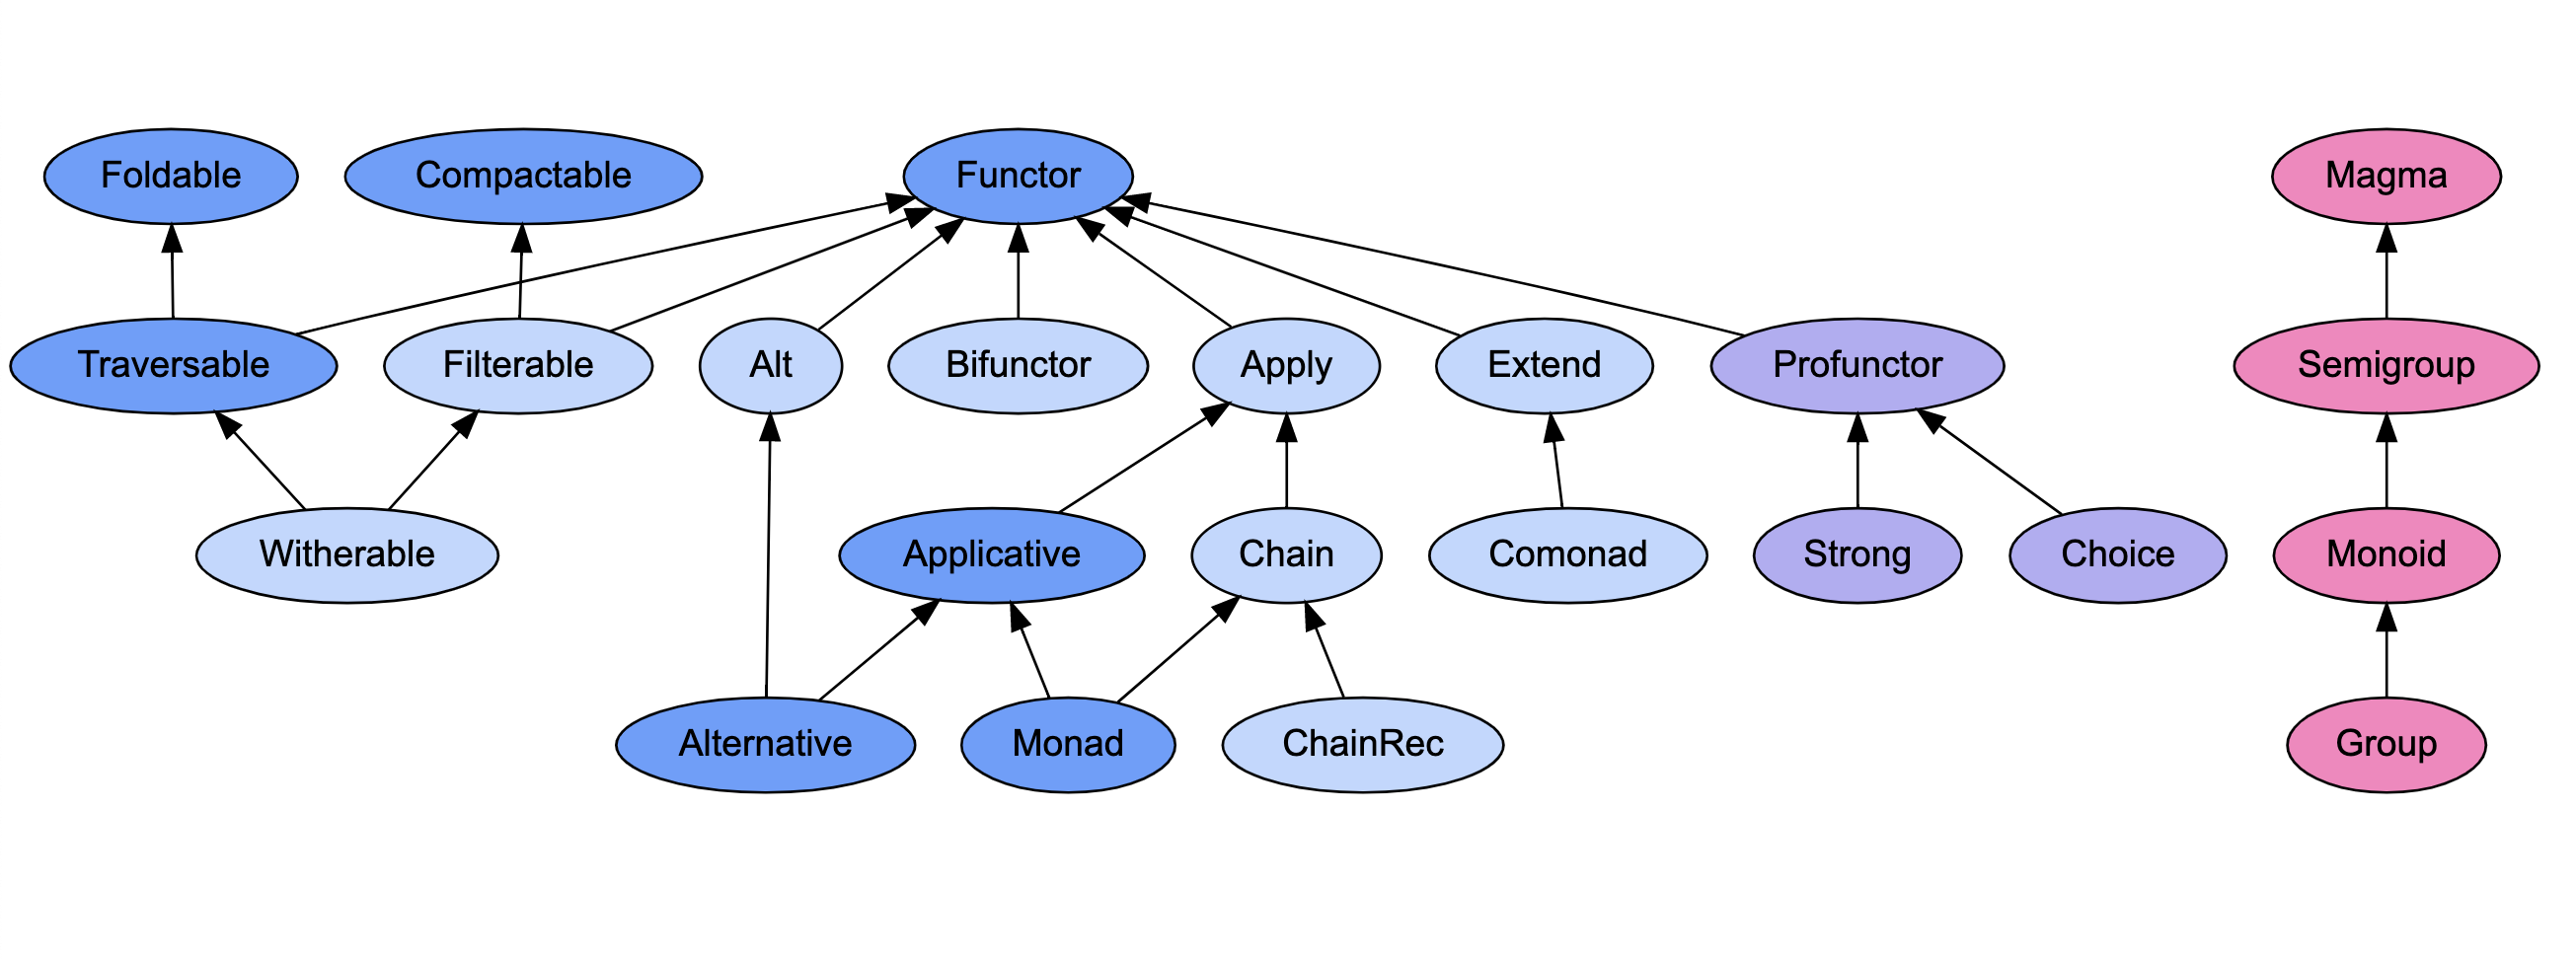 Foldable
Compactable
Functor
Magma
Traversable
Filterable
Alt
Bifunctor
Apply
Extend
Profunctor
Semigroup
Witherable
Applicative
Chain
Comonad
Strong
Choice
Monoid
Alternative
Monad
ChainRec
Group